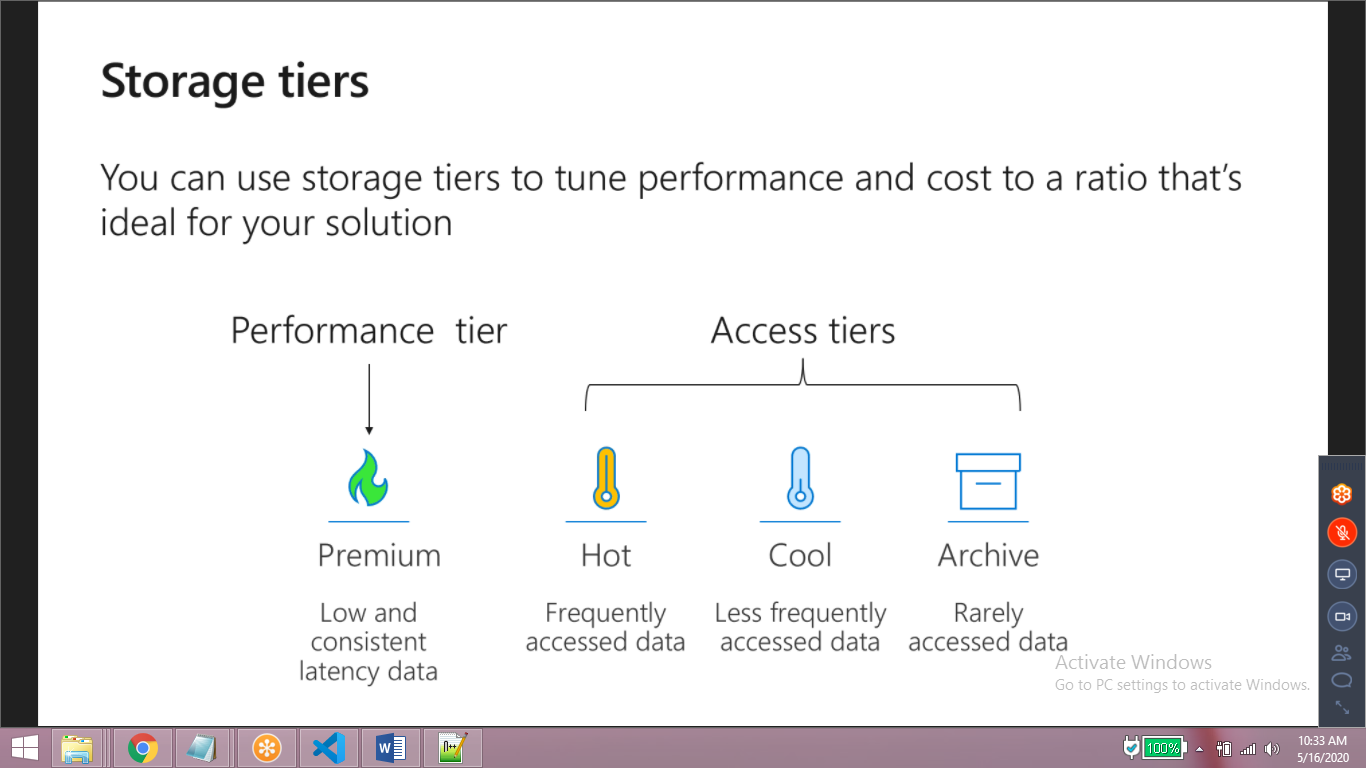 Storage tiers
You can use storage tiers to tune performance and cost to a ratio that's
ideal for your solution
Performance  tier
Access tiers
Premium
Hot
Cool
Archive
Low and
consistent
latency data
Frequently
accessed data
Less frequently
accessed data
Rarely
accessed data
Activate Windows
Go to PC settings to activate Windows.
W
n++
100%
10:33 AM
5/16/2020